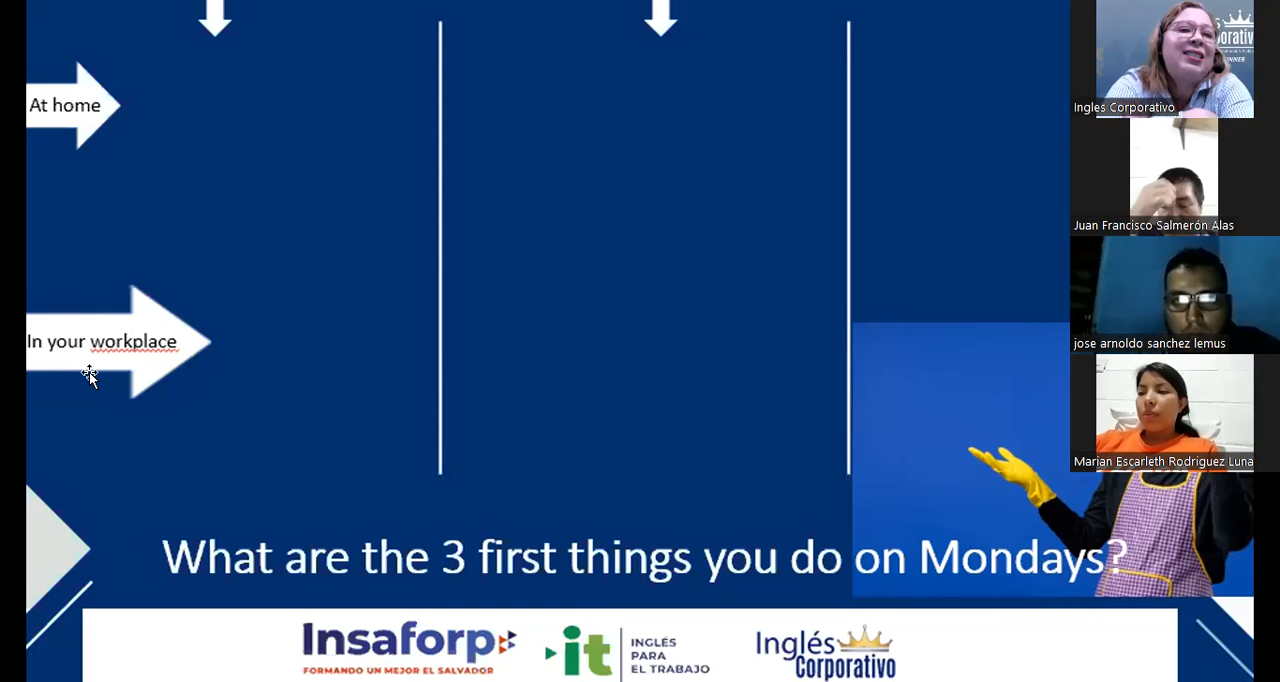 At home
In your workplace
What are the 3 first things you do on Mondays?
Insaforp
FORMANDO UN MEJOR EL SALVADOR
it
INGLÉS
PARA
EL TRABAJO
Inglés
Corporativo
Ingles Corporativo
Juan Francisco Salmerón Alas
jose arnoldo sanchez lemus
Marian Escarleth Rodriguez Luna